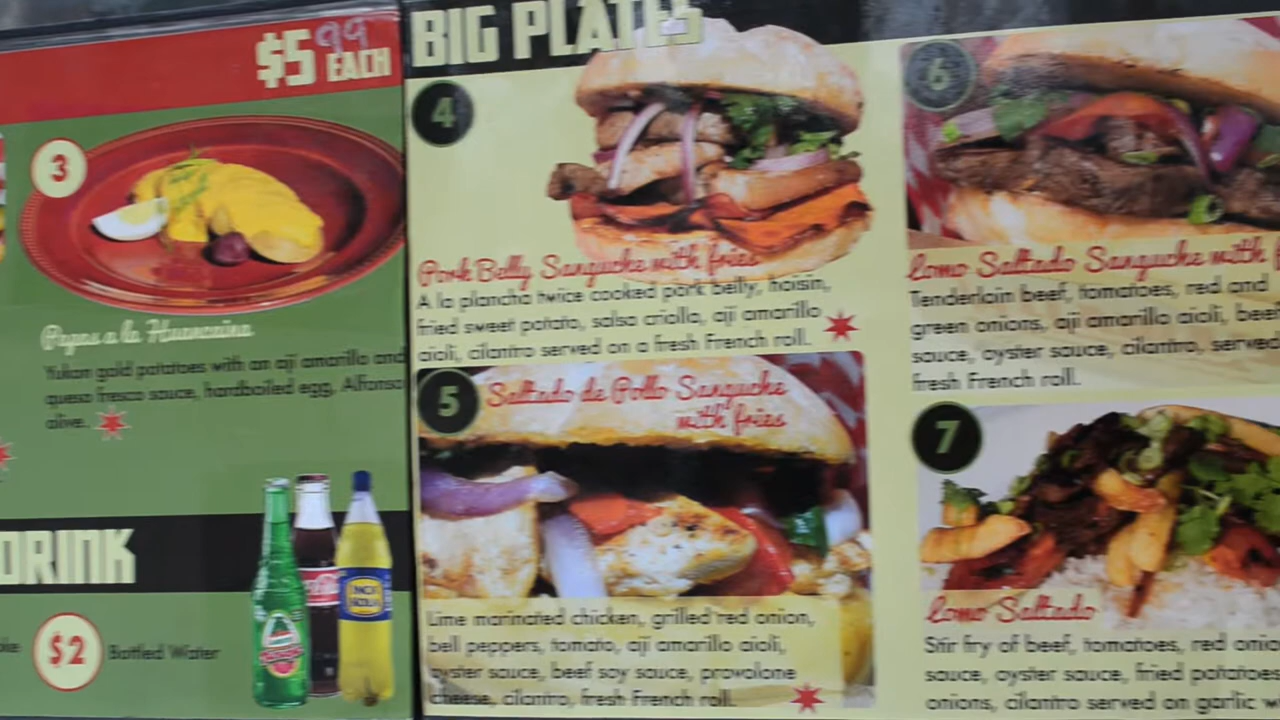 $5 99
EACH
3
Papas a la Huancaina
Yukon gold potatoes with an aji amarillo and
queso fresco sauce, hardboiled egg, Alfonso
olive.
DRINK
$2 Bottled Water
BIG PLATES
4
Pork Belly Sanguche with fries
A la plancha twice cooked pork belly, hoisin,
fried sweet potato, salsa criolla, aji amarillo
aioli, cilantro served on a fresh French roll.
5
Saltado de Pollo Sanguche
with fries
Lime marinated chicken, grilled red onion,
bell peppers, tomato, aji amarillo aioli,
oyster sauce, beef soy sauce, provolone
cheese, cilantro, fresh French roll.
6
Lomo Saltado Sanguche with f
Tenderloin beef, tomatoes, red and
green onions, aji amarillo aioli, beef
sauce, oyster sauce, cilantro, served
fresh French roll.
7
Lomo Saltado
Stir fry of beef, tomatoes, red onio
sauce, oyster sauce, fried potatoes
onions, cilantro served on garlic w